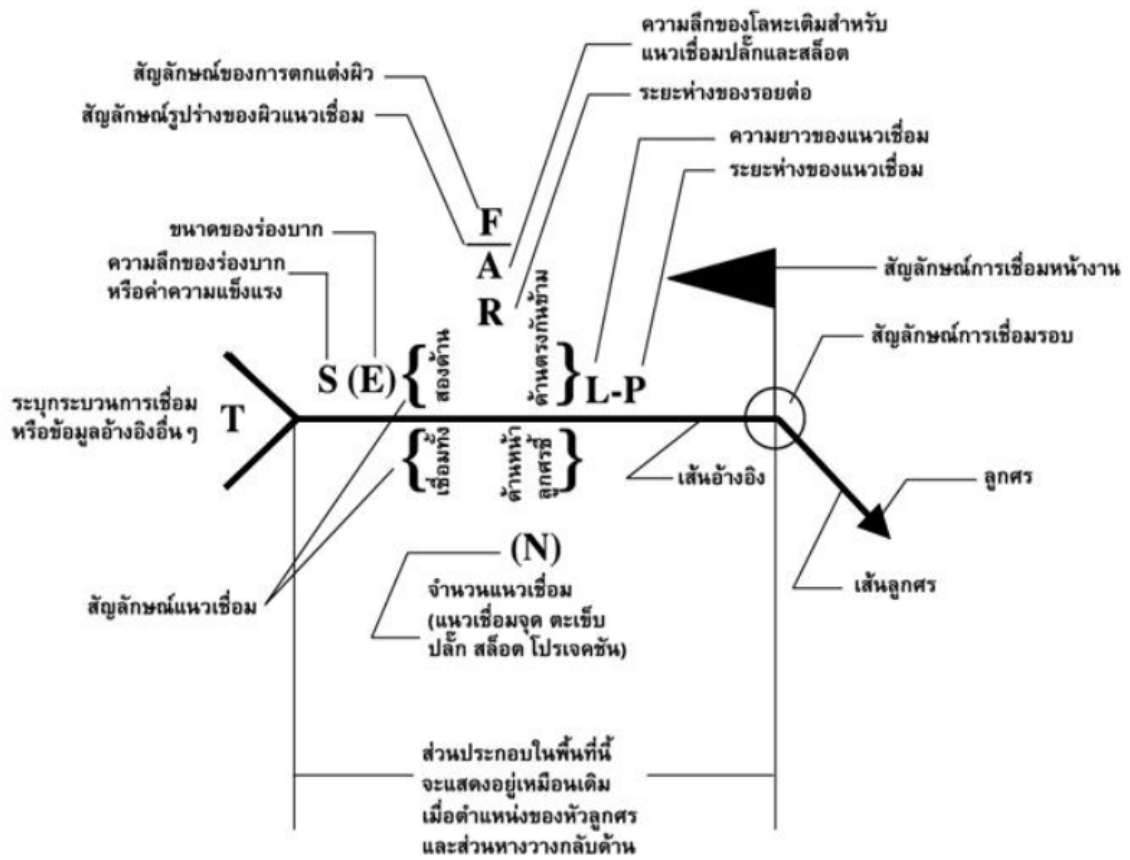 ความลึกของโลหะเติมสำหรับ
แนวเชื่อมปลั๊กและสล็อต
สัญลักษณ์ของการตกแต่งผิว
ระยะห่างของรอยต่อ
สัญลักษณ์รูปร่างของผิวแนวเชื่อม
ความยาวของแนวเชื่อม
ระยะห่างของแนวเชื่อม
F
A
R
ขนาดของร่องบาก
ความลึกของร่องบาก
หรือค่าความแข็งแรง
สัญลักษณ์การเชื่อมหน้างาน
สัญลักษณ์การเชื่อมรอบ
S (E)
{
สองด้าน
ด้านตรงกันข้าม
}
L-P
ระบุกระบวนการเชื่อม
หรือข้อมูลอ้างอิงอื่น ๆ
T
{
เชื่อมทั้ง
ด้านหน้า
ลูกศรชี้
}
เส้นอ้างอิง
ลูกศร
เส้นลูกศร
(N)
สัญลักษณ์แนวเชื่อม
จำนวนแนวเชื่อม
(แนวเชื่อมจุด ตะเข็บ
ปลั๊ก สล็อต โปรเจคชัน)
ส่วนประกอบในพื้นที่นี้
จะแสดงอยู่เหมือนเดิม
เมื่อตำแหน่งของหัวลูกศร
และส่วนหางวางกลับด้าน